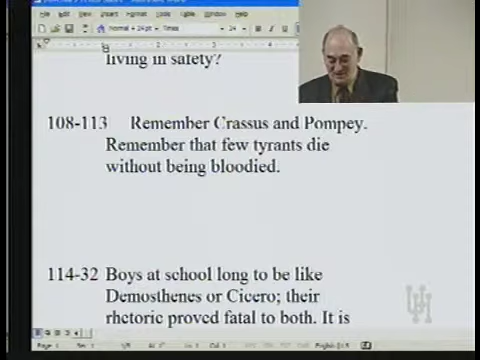 living in safety?
108-113 Remember Crassus and Pompey.
Remember that few tyrants die
without being bloodied.
114-32 Boys at school long to be like
Demosthenes or Cicero; their
rhetoric proved fatal to both. It is